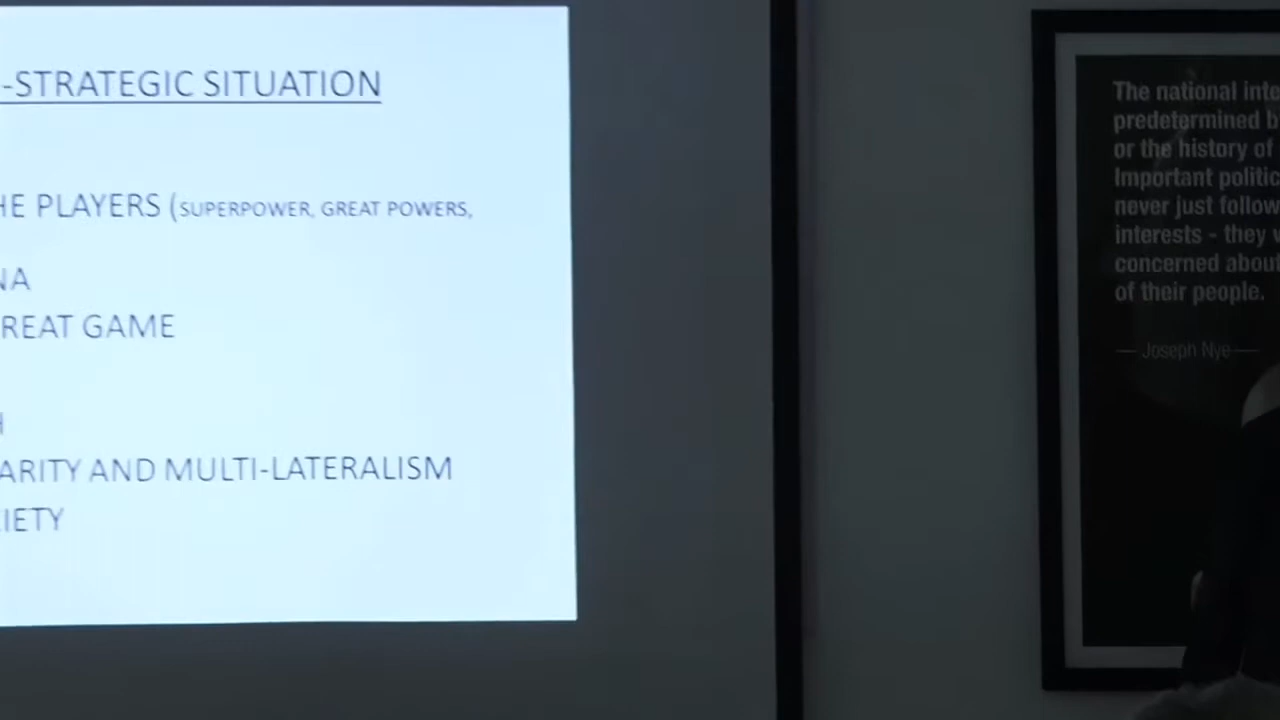 -STRATEGIC SITUATION
HE PLAYERS (SUPERPOWER, GREAT POWERS,
NA
REAT GAME
H
ARITY AND MULTI-LATERALISM
IETY
The national inte
predetermined b
or the history of
Important politic
never just follow
interests - they w
concerned about
of their people.
— Joseph Nye —